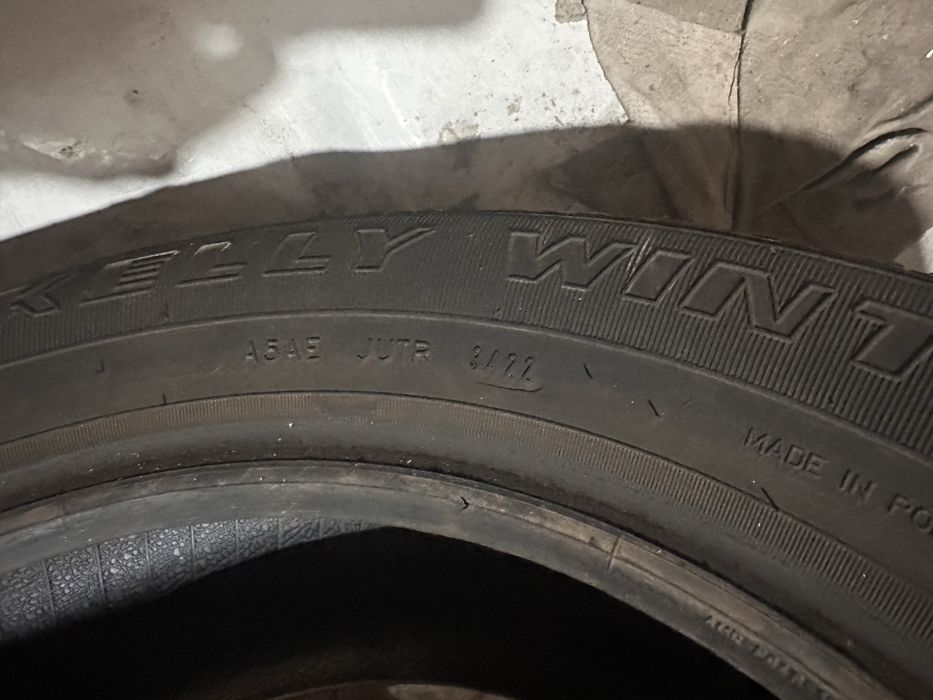 KELLY WINT
A5AE JUTR 3422
MADE IN PO